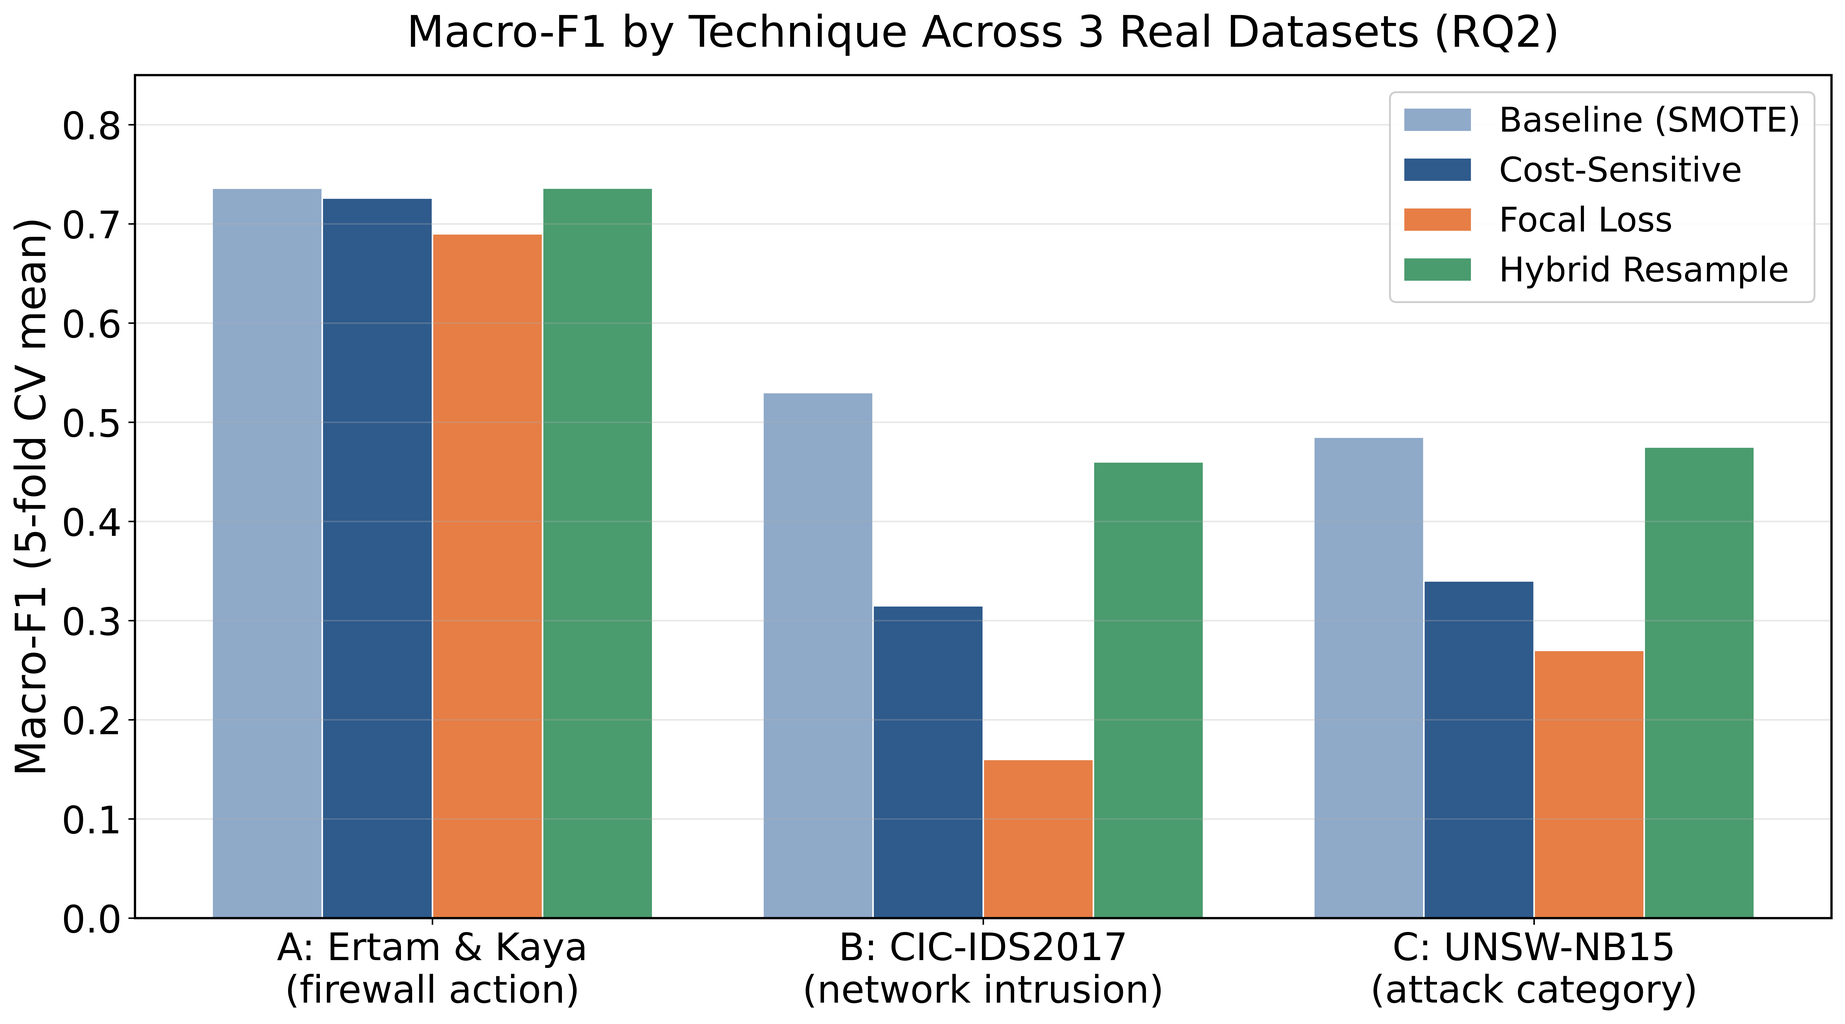 Macro-F1 by Technique Across 3 Real Datasets (RQ2)
Macro-F1 (5-fold CV mean)
0.8
0.7
0.6
0.5
0.4
0.3
0.2
0.1
0.0
Baseline (SMOTE)
Cost-Sensitive
Focal Loss
Hybrid Resample
A: Ertam & Kaya
(firewall action)
B: CIC-IDS2017
(network intrusion)
C: UNSW-NB15
(attack category)